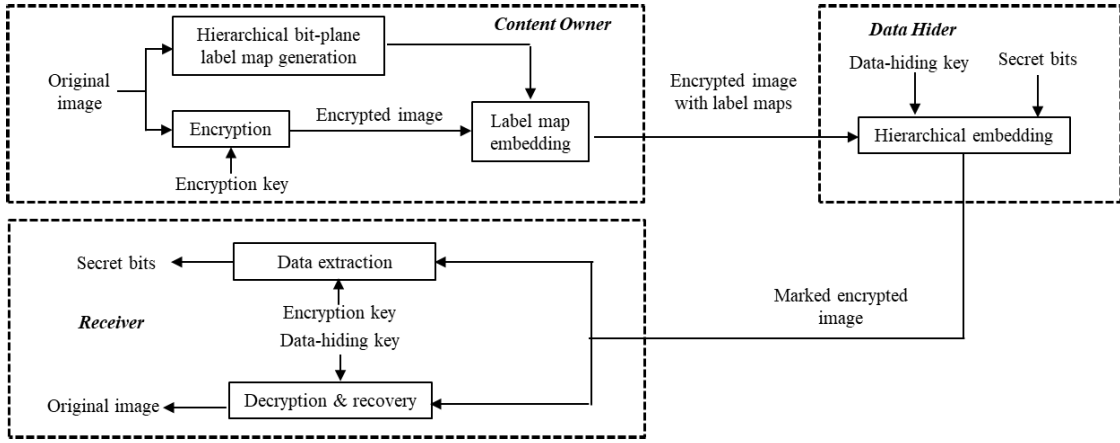 Content Owner
Hierarchical bit-plane
label map generation
Original
image
Encryption
Encrypted image
Label map
embedding
Encryption key
Encrypted image
with label maps
Data Hider
Data-hiding key
Secret bits
Hierarchical embedding
Marked encrypted
image
Secret bits
Data extraction
Encryption key
Receiver
Data-hiding key
Original image
Decryption & recovery